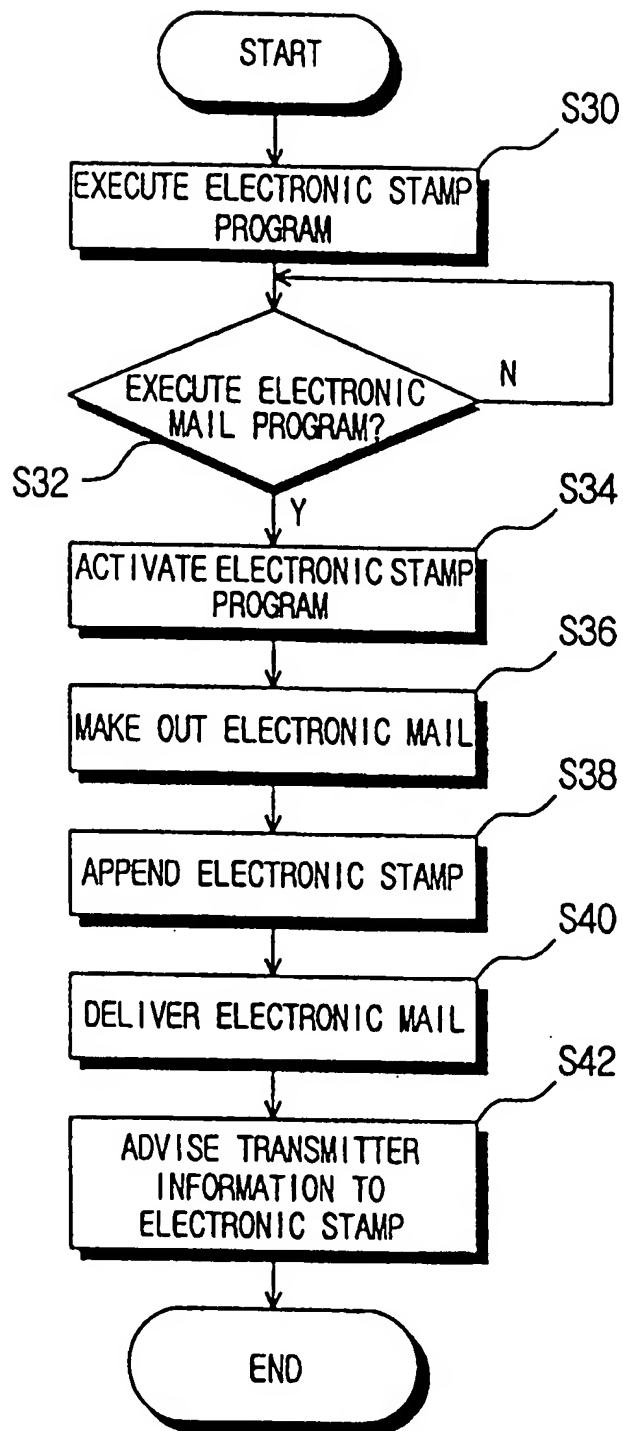 START
S30
EXECUTE ELECTRONIC STAMP
PROGRAM
EXECUTE ELECTRONIC
MAIL PROGRAM?
N
S32
Y
S34
ACTIVATE ELECTRONIC STAMP
PROGRAM
S36
MAKE OUT ELECTRONIC MAIL
S38
APPEND ELECTRONIC STAMP
S40
DELIVER ELECTRONIC MAIL
S42
ADVISE TRANSMITTER
INFORMATION TO
ELECTRONIC STAMP
END